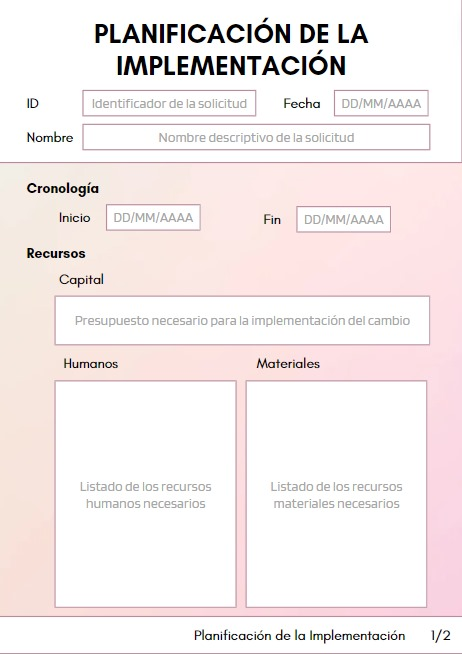 PLANIFICACIÓN DE LA
IMPLEMENTACIÓN
ID Identificador de la solicitud Fecha DD/MM/AAAA
Nombre Nombre descriptivo de la solicitud
Cronología
Inicio DD/MM/AAAA Fin DD/MM/AAAA
Recursos
Capital
Presupuesto necesario para la implementación del cambio
Humanos Materiales
Listado de los recursos
humanos necesarios
Listado de los recursos
materiales necesarios
Planificación de la Implementación 1/2